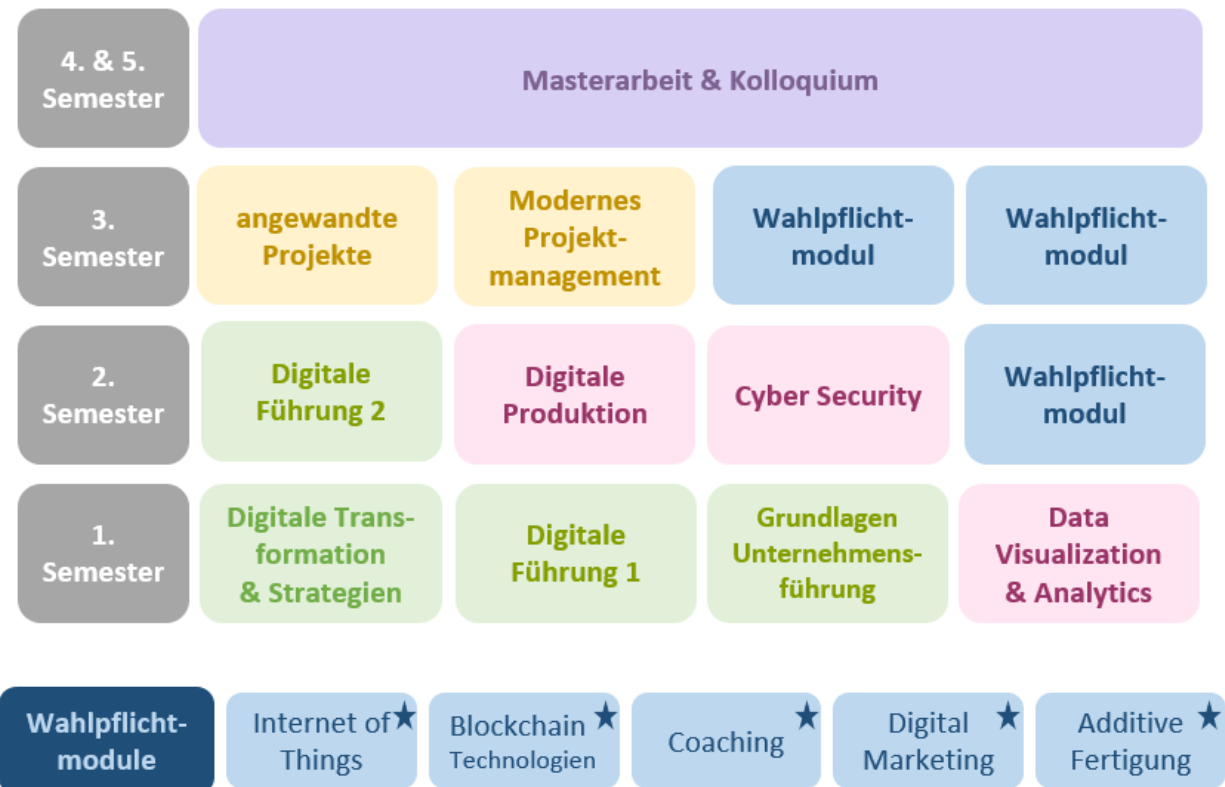 4. & 5.
Semester
Masterarbeit & Kolloquium
3.
Semester
angewandte
Projekte
Modernes
Projekt-
management
Wahlpflicht-
modul
Wahlpflicht-
modul
2.
Semester
Digitale
Führung 2
Digitale
Produktion
Cyber Security
Wahlpflicht-
modul
1.
Semester
Digitale Trans-
formation
& Strategien
Digitale
Führung 1
Grundlagen
Unternehmens-
führung
Data
Visualization
& Analytics
Wahlpflicht-
module
Internet of
Things
Blockchain
Technologien
Coaching
Digital
Marketing
Additive
Fertigung